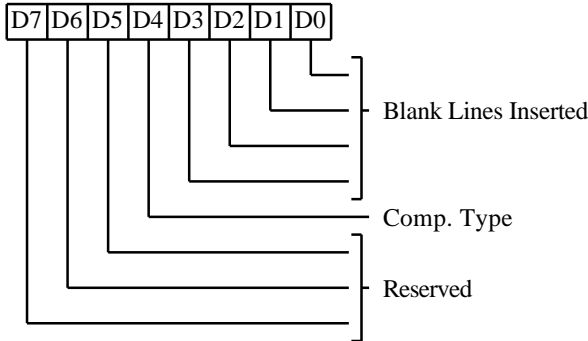 D7 D6 D5 D4 D3 D2 D1 D0
Blank Lines Inserted
Comp. Type
Reserved